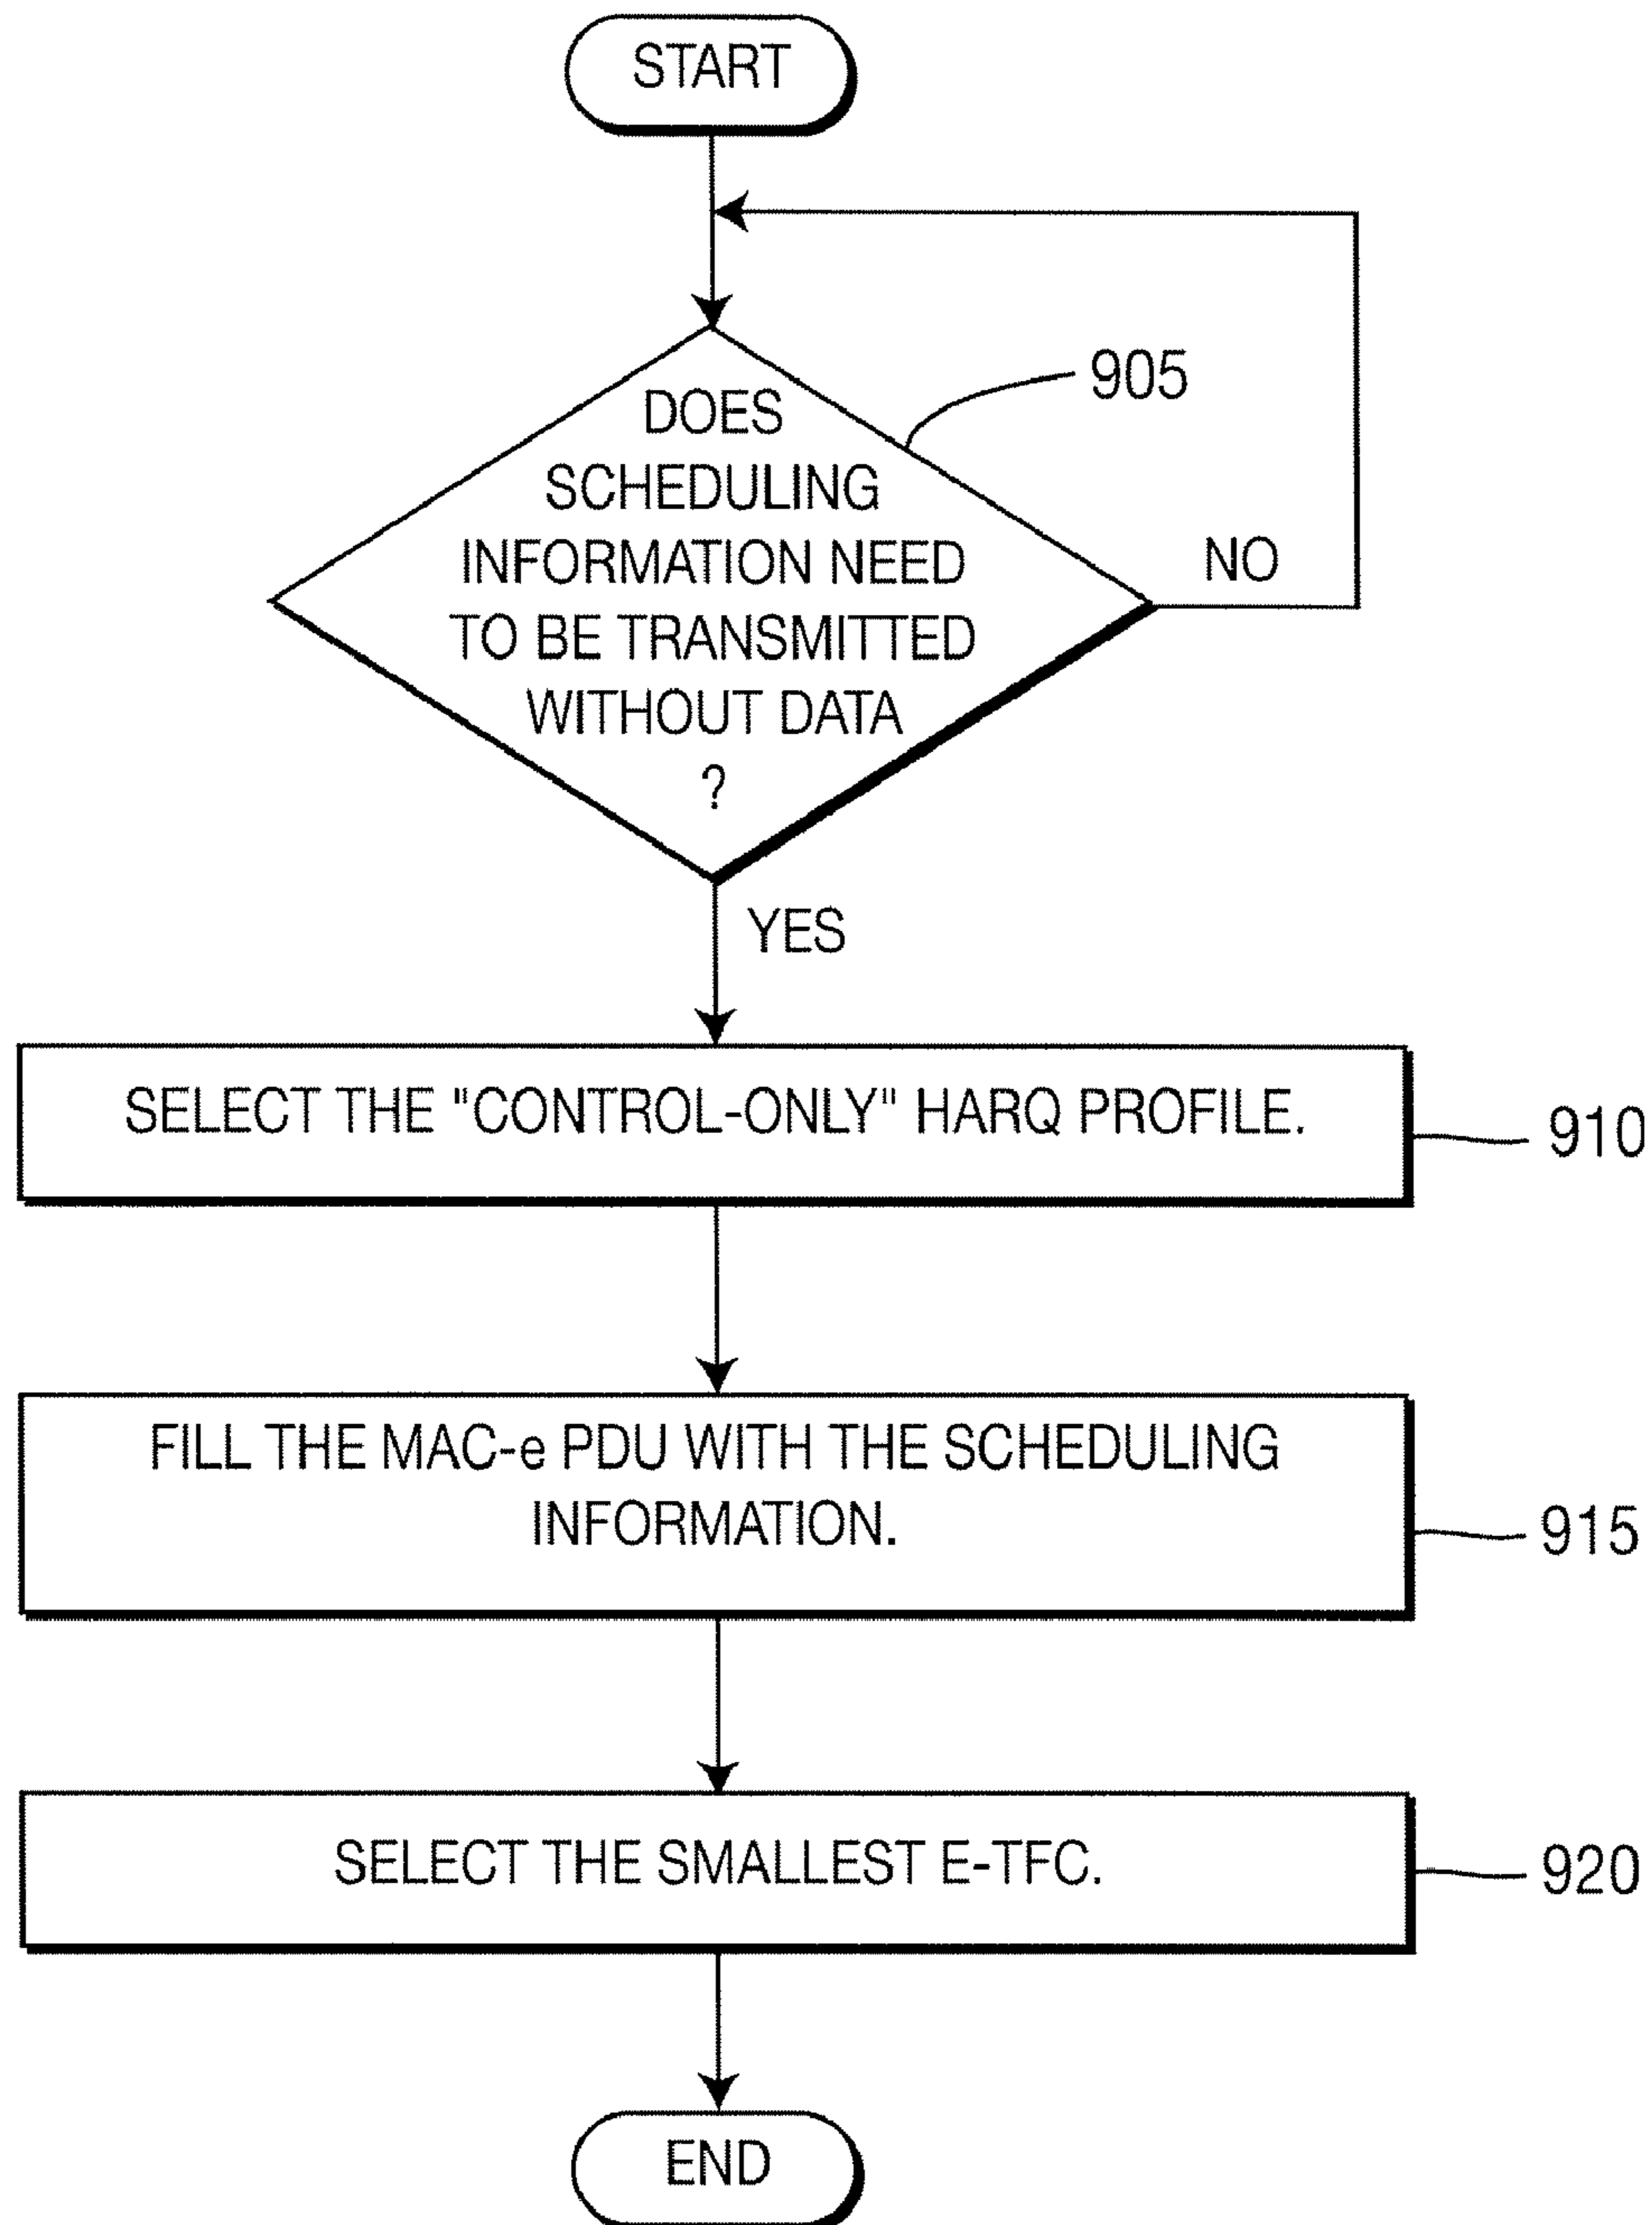 START
905
DOES
SCHEDULING
INFORMATION NEED
TO BE TRANSMITTED
WITHOUT DATA
?
NO
YES
SELECT THE "CONTROL-ONLY" HARQ PROFILE.
910
FILL THE MAC-e PDU WITH THE SCHEDULING
INFORMATION.
915
SELECT THE SMALLEST E-TFC.
920
END